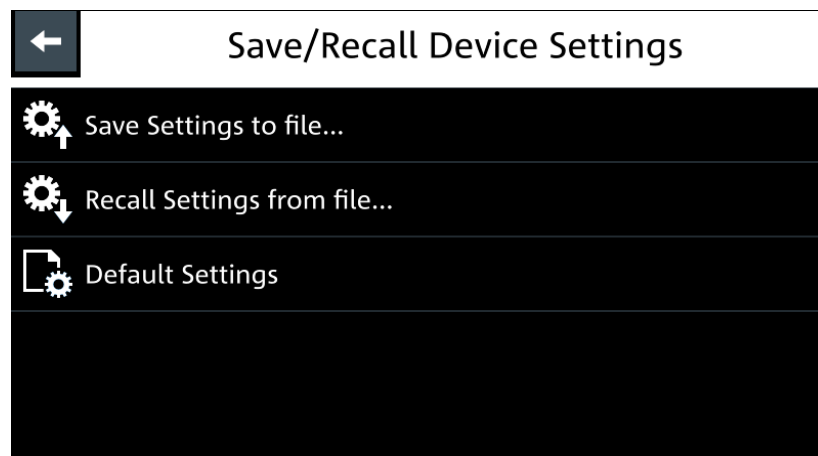 Save/Recall Device Settings
Save Settings to file...
Recall Settings from file...
Default Settings